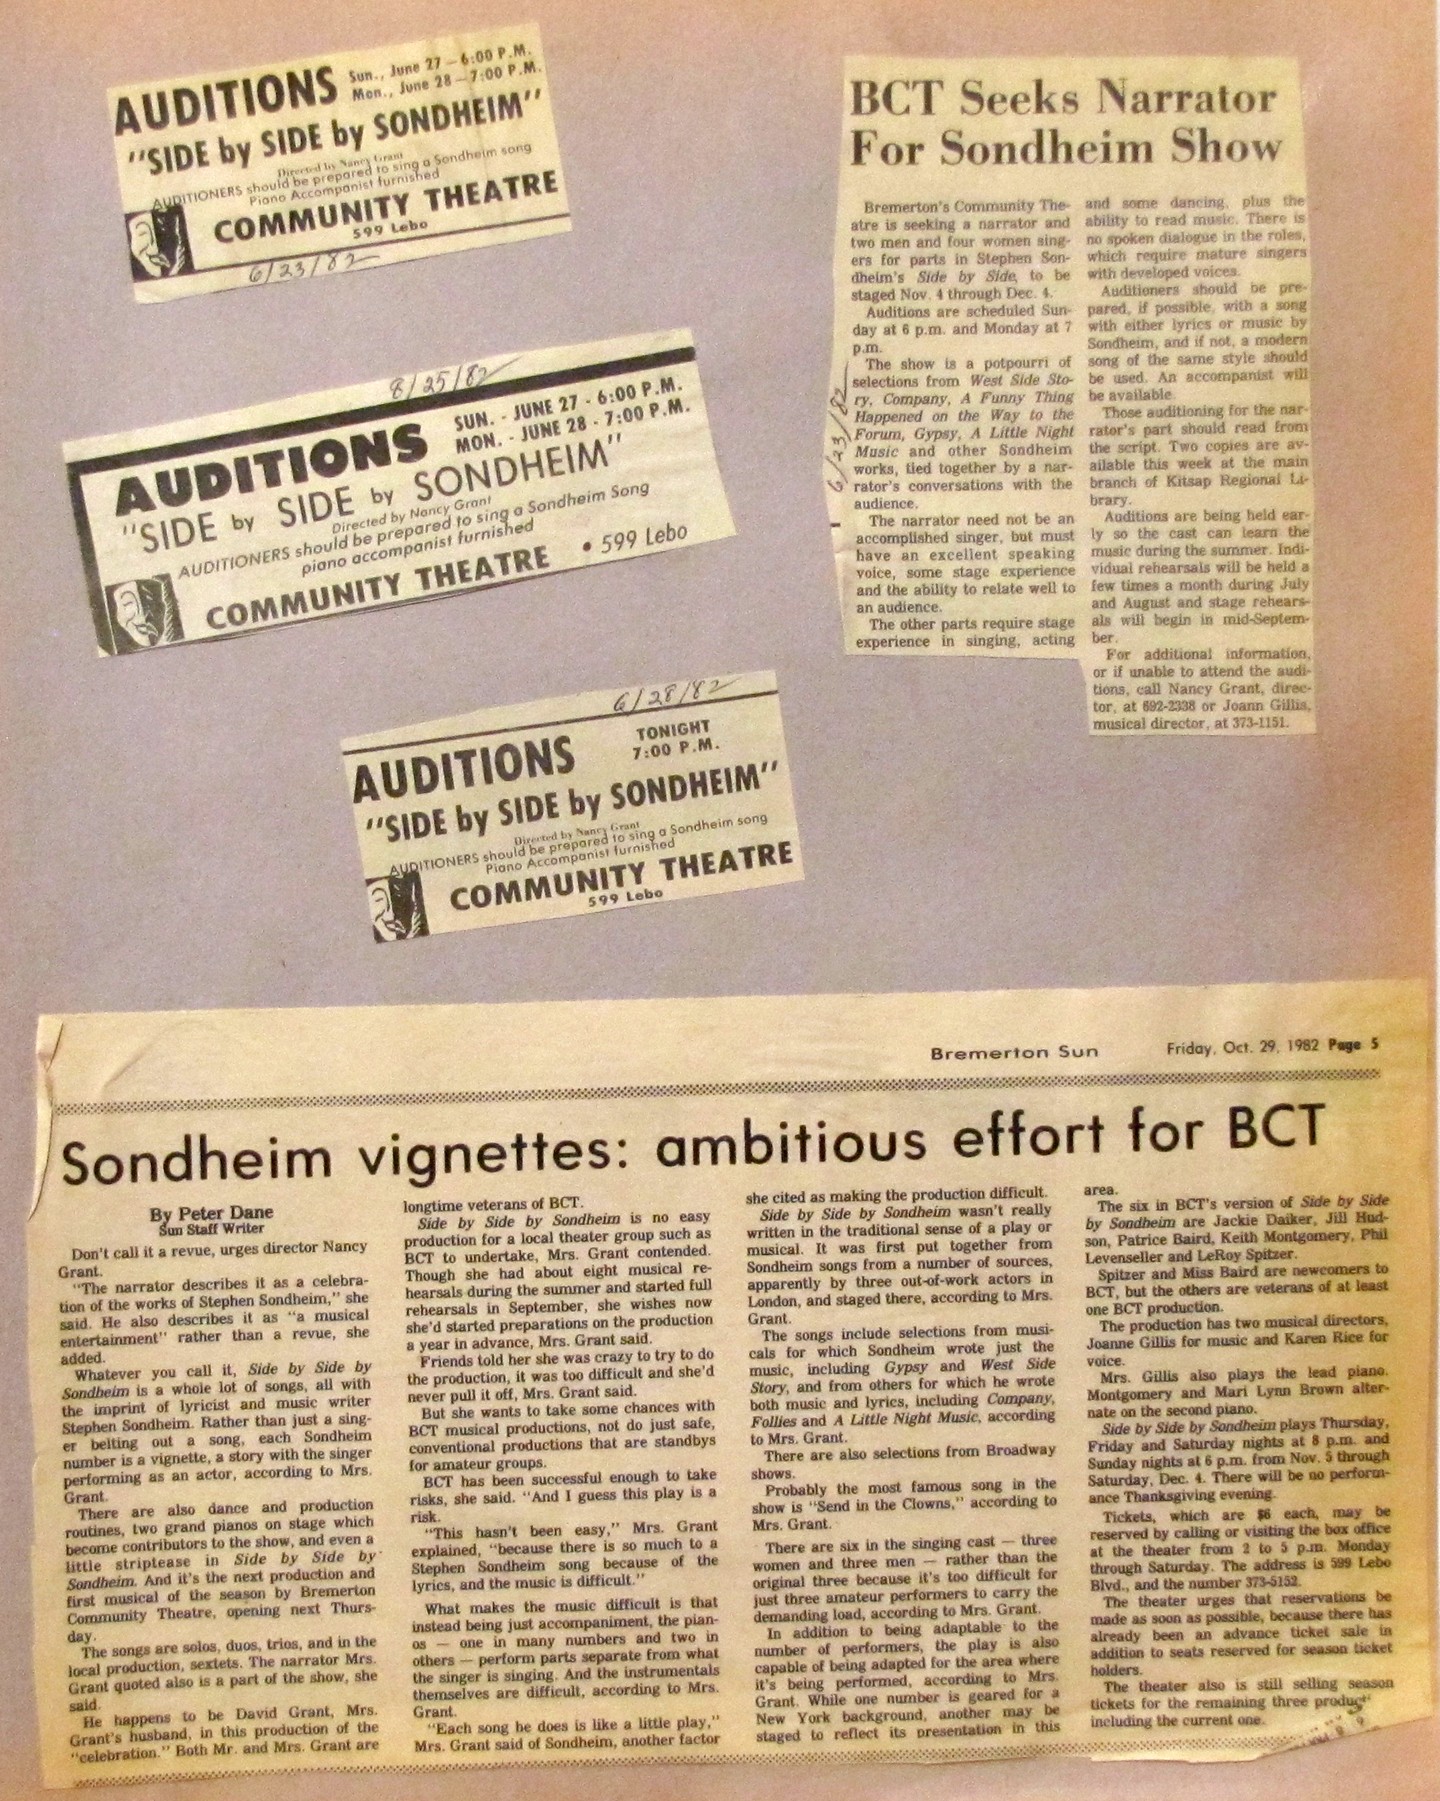 AUDITIONS Sun., June 27 — 6:00 P.M.
Mon., June 28 — 7:00 P.M.
"SIDE by SIDE by SONDHEIM"
Directed by Nancy Grant
AUDITIONERS should be prepared to sing a Sondheim song
Piano Accompanist furnished
COMMUNITY THEATRE
599 Lebo
6/23/82
8/25/82
SUN. - JUNE 27 - 6:00 P.M.
AUDITIONS MON. - JUNE 28 - 7:00 P.M.
"SIDE by SIDE by SONDHEIM"
Directed by Nancy Grant
AUDITIONERS should be prepared to sing a Sondheim Song
piano accompanist furnished
COMMUNITY THEATRE • 599 Lebo
6/28/82
AUDITIONS TONIGHT
7:00 P.M.
"SIDE by SIDE by SONDHEIM"
Directed by Nancy Grant
AUDITIONERS should be prepared to sing a Sondheim song
Piano Accompanist furnished
COMMUNITY THEATRE
599 Lebo
BCT Seeks Narrator
For Sondheim Show
Bremerton's Community The-
atre is seeking a narrator and
two men and four women sing-
ers for parts in Stephen Son-
dheim's Side by Side, to be
staged Nov. 4 through Dec. 4.
Auditions are scheduled Sun-
day at 6 p.m. and Monday at 7
p.m.
The show is a potpourri of
selections from West Side Sto-
ry, Company, A Funny Thing
Happened on the Way to the
Forum, Gypsy, A Little Night
Music and other Sondheim
works, tied together by a nar-
rator's conversations with the
audience.
The narrator need not be an
accomplished singer, but must
have an excellent speaking
voice, some stage experience
and the ability to relate well to
an audience.
The other parts require stage
experience in singing, acting
6/23/82
and some dancing, plus the
ability to read music. There is
no spoken dialogue in the roles,
which require mature singers
with developed voices.
Auditioners should be pre-
pared, if possible, with a song
with either lyrics or music by
Sondheim, and if not, a modern
song of the same style should
be used. An accompanist will
be available.
Those auditioning for the nar-
rator's part should read from
the script. Two copies are av-
ailable this week at the main
branch of Kitsap Regional Li-
brary.
Auditions are being held ear-
ly so the cast can learn the
music during the summer. Indi-
vidual rehearsals will be held a
few times a month during July
and August and stage rehears-
als will begin in mid-Septem-
ber.
For additional information,
or if unable to attend the audi-
tions, call Nancy Grant, direc-
tor, at 692-2338 or Joann Gillis,
musical director, at 373-1151.
Bremerton Sun Friday, Oct. 29, 1982 Page 5
Sondheim vignettes: ambitious effort for BCT
By Peter Dane
Sun Staff Writer
Don't call it a revue, urges director Nancy
Grant.
"The narrator describes it as a celebra-
tion of the works of Stephen Sondheim," she
said. He also describes it as "a musical
entertainment" rather than a revue, she
added.
Whatever you call it, Side by Side by
Sondheim is a whole lot of songs, all with
the imprint of lyricist and music writer
Stephen Sondheim. Rather than just a sing-
er belting out a song, each Sondheim
number is a vignette, a story with the singer
performing as an actor, according to Mrs.
Grant.
There are also dance and production
routines, two grand pianos on stage which
become contributors to the show, and even a
little striptease in Side by Side by
Sondheim. And it's the next production and
first musical of the season by Bremerton
Community Theatre, opening next Thurs-
day.
The songs are solos, duos, trios, and in the
local production, sextets. The narrator Mrs.
Grant quoted also is a part of the show, she
said.
He happens to be David Grant, Mrs.
Grant's husband, in this production of the
"celebration." Both Mr. and Mrs. Grant are
longtime veterans of BCT.
Side by Side by Sondheim is no easy
production for a local theater group such as
BCT to undertake, Mrs. Grant contended.
Though she had about eight musical re-
hearsals during the summer and started full
rehearsals in September, she wishes now
she'd started preparations on the production
a year in advance, Mrs. Grant said.
Friends told her she was crazy to try to do
the production, it was too difficult and she'd
never pull it off, Mrs. Grant said.
But she wants to take some chances with
BCT musical productions, not do just safe,
conventional productions that are standbys
for amateur groups.
BCT has been successful enough to take
risks, she said. "And I guess this play is a
risk.
"This hasn't been easy," Mrs. Grant
explained, "because there is so much to a
Stephen Sondheim song because of the
lyrics, and the music is difficult."
What makes the music difficult is that
instead being just accompaniment, the pian-
os — one in many numbers and two in
others — perform parts separate from what
the singer is singing. And the instrumentals
themselves are difficult, according to Mrs.
Grant.
"Each song he does is like a little play,"
Mrs. Grant said of Sondheim, another factor
she cited as making the production difficult.
Side by Side by Sondheim wasn't really
written in the traditional sense of a play or
musical. It was first put together from
Sondheim songs from a number of sources,
apparently by three out-of-work actors in
London, and staged there, according to Mrs.
Grant.
The songs include selections from musi-
cals for which Sondheim wrote just the
music, including Gypsy and West Side
Story, and from others for which he wrote
both music and lyrics, including Company,
Follies and A Little Night Music, according
to Mrs. Grant.
There are also selections from Broadway
shows.
Probably the most famous song in the
show is "Send in the Clowns," according to
Mrs. Grant.
There are six in the singing cast — three
women and three men — rather than the
original three because it's too difficult for
just three amateur performers to carry the
demanding load, according to Mrs. Grant.
In addition to being adaptable to the
number of performers, the play is also
capable of being adapted for the area where
it's being performed, according to Mrs.
Grant. While one number is geared for a
New York background, another may be
staged to reflect its presentation in this
area.
The six in BCT's version of Side by Side
by Sondheim are Jackie Daiker, Jill Hud-
son, Patrice Baird, Keith Montgomery, Phil
Levenseller and LeRoy Spitzer.
Spitzer and Miss Baird are newcomers to
BCT, but the others are veterans of at least
one BCT production.
The production has two musical directors,
Joanne Gillis for music and Karen Rice for
voice.
Mrs. Gillis also plays the lead piano.
Montgomery and Mari Lynn Brown alter-
nate on the second piano.
Side by Side by Sondheim plays Thursday,
Friday and Saturday nights at 8 p.m. and
Sunday nights at 6 p.m. from Nov. 5 through
Saturday, Dec. 4. There will be no perform-
ance Thanksgiving evening.
Tickets, which are $6 each, may be
reserved by calling or visiting the box office
at the theater from 2 to 5 p.m. Monday
through Saturday. The address is 599 Lebo
Blvd., and the number 373-5152.
The theater urges that reservations be
made as soon as possible, because there has
already been an advance ticket sale in
addition to seats reserved for season ticket
holders.
The theater also is still selling season
tickets for the remaining three
including the current one.